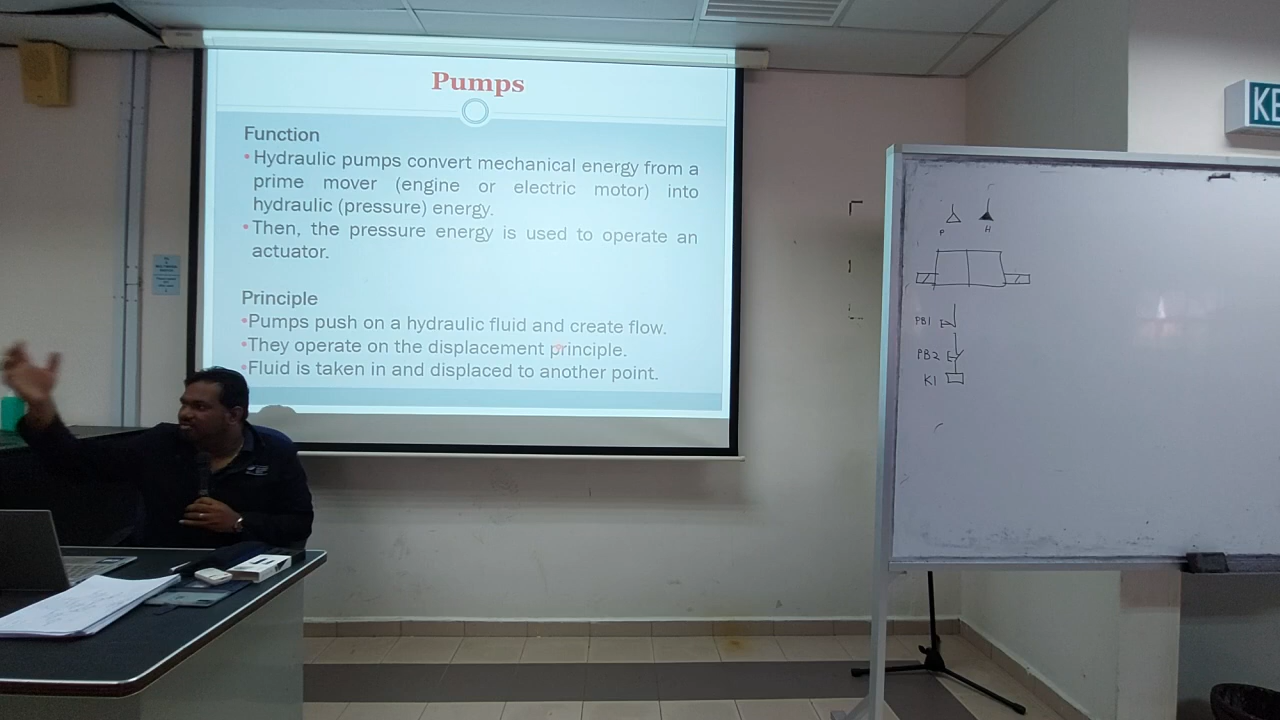 Pumps
Function
•Hydraulic pumps convert mechanical energy from a
prime mover (engine or electric motor) into
hydraulic (pressure) energy.
•Then, the pressure energy is used to operate an
actuator.
Principle
•Pumps push on a hydraulic fluid and create flow.
•They operate on the displacement principle.
•Fluid is taken in and displaced to another point.
P H
PB1
PB2
K1
KE